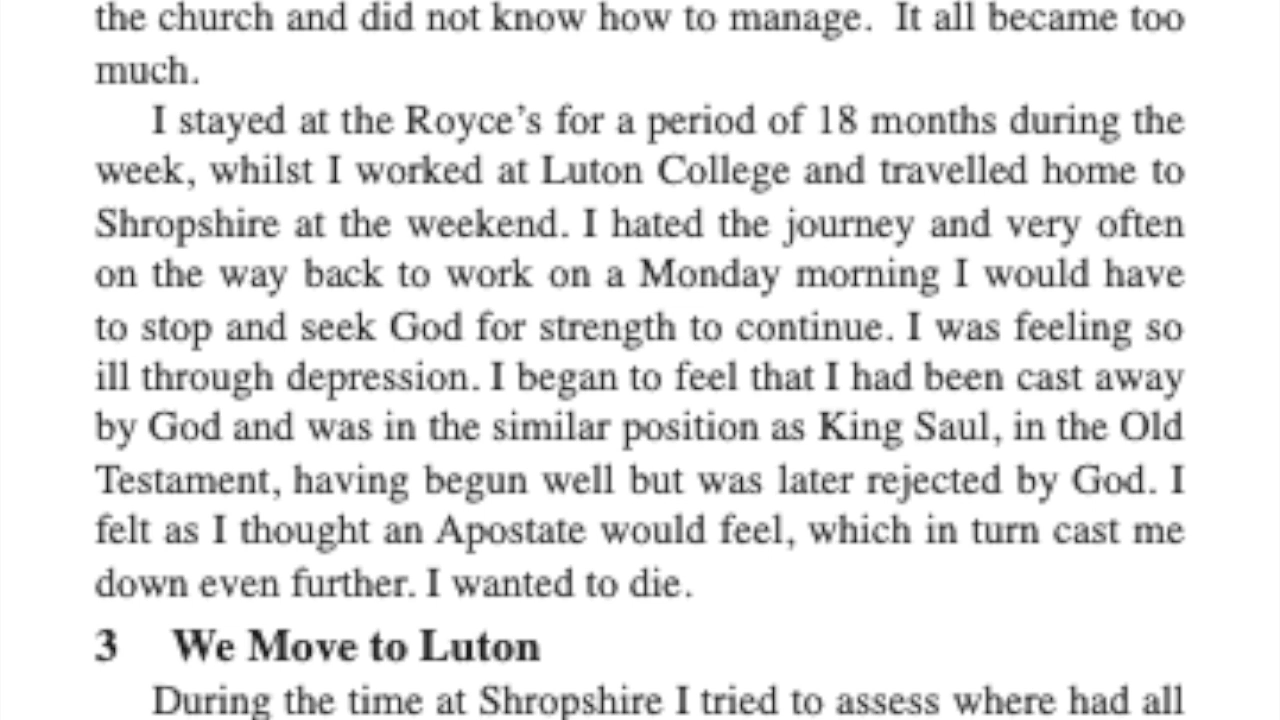 the church and did not know how to manage. It all became too
much.
I stayed at the Royce's for a period of 18 months during the
week, whilst I worked at Luton College and travelled home to
Shropshire at the weekend. I hated the journey and very often
on the way back to work on a Monday morning I would have
to stop and seek God for strength to continue. I was feeling so
ill through depression. I began to feel that I had been cast away
by God and was in the similar position as King Saul, in the Old
Testament, having begun well but was later rejected by God. I
felt as I thought an Apostate would feel, which in turn cast me
down even further. I wanted to die.
3 We Move to Luton
During the time at Shropshire I tried to assess where had all